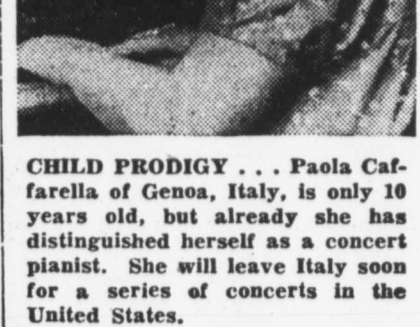 CHILD PRODIGY . . . Paola Caf-
farella of Genoa, Italy, is only 10
years old, but already she has
distinguished herself as a concert
pianist. She will leave Italy soon
for a series of concerts in the
United States.